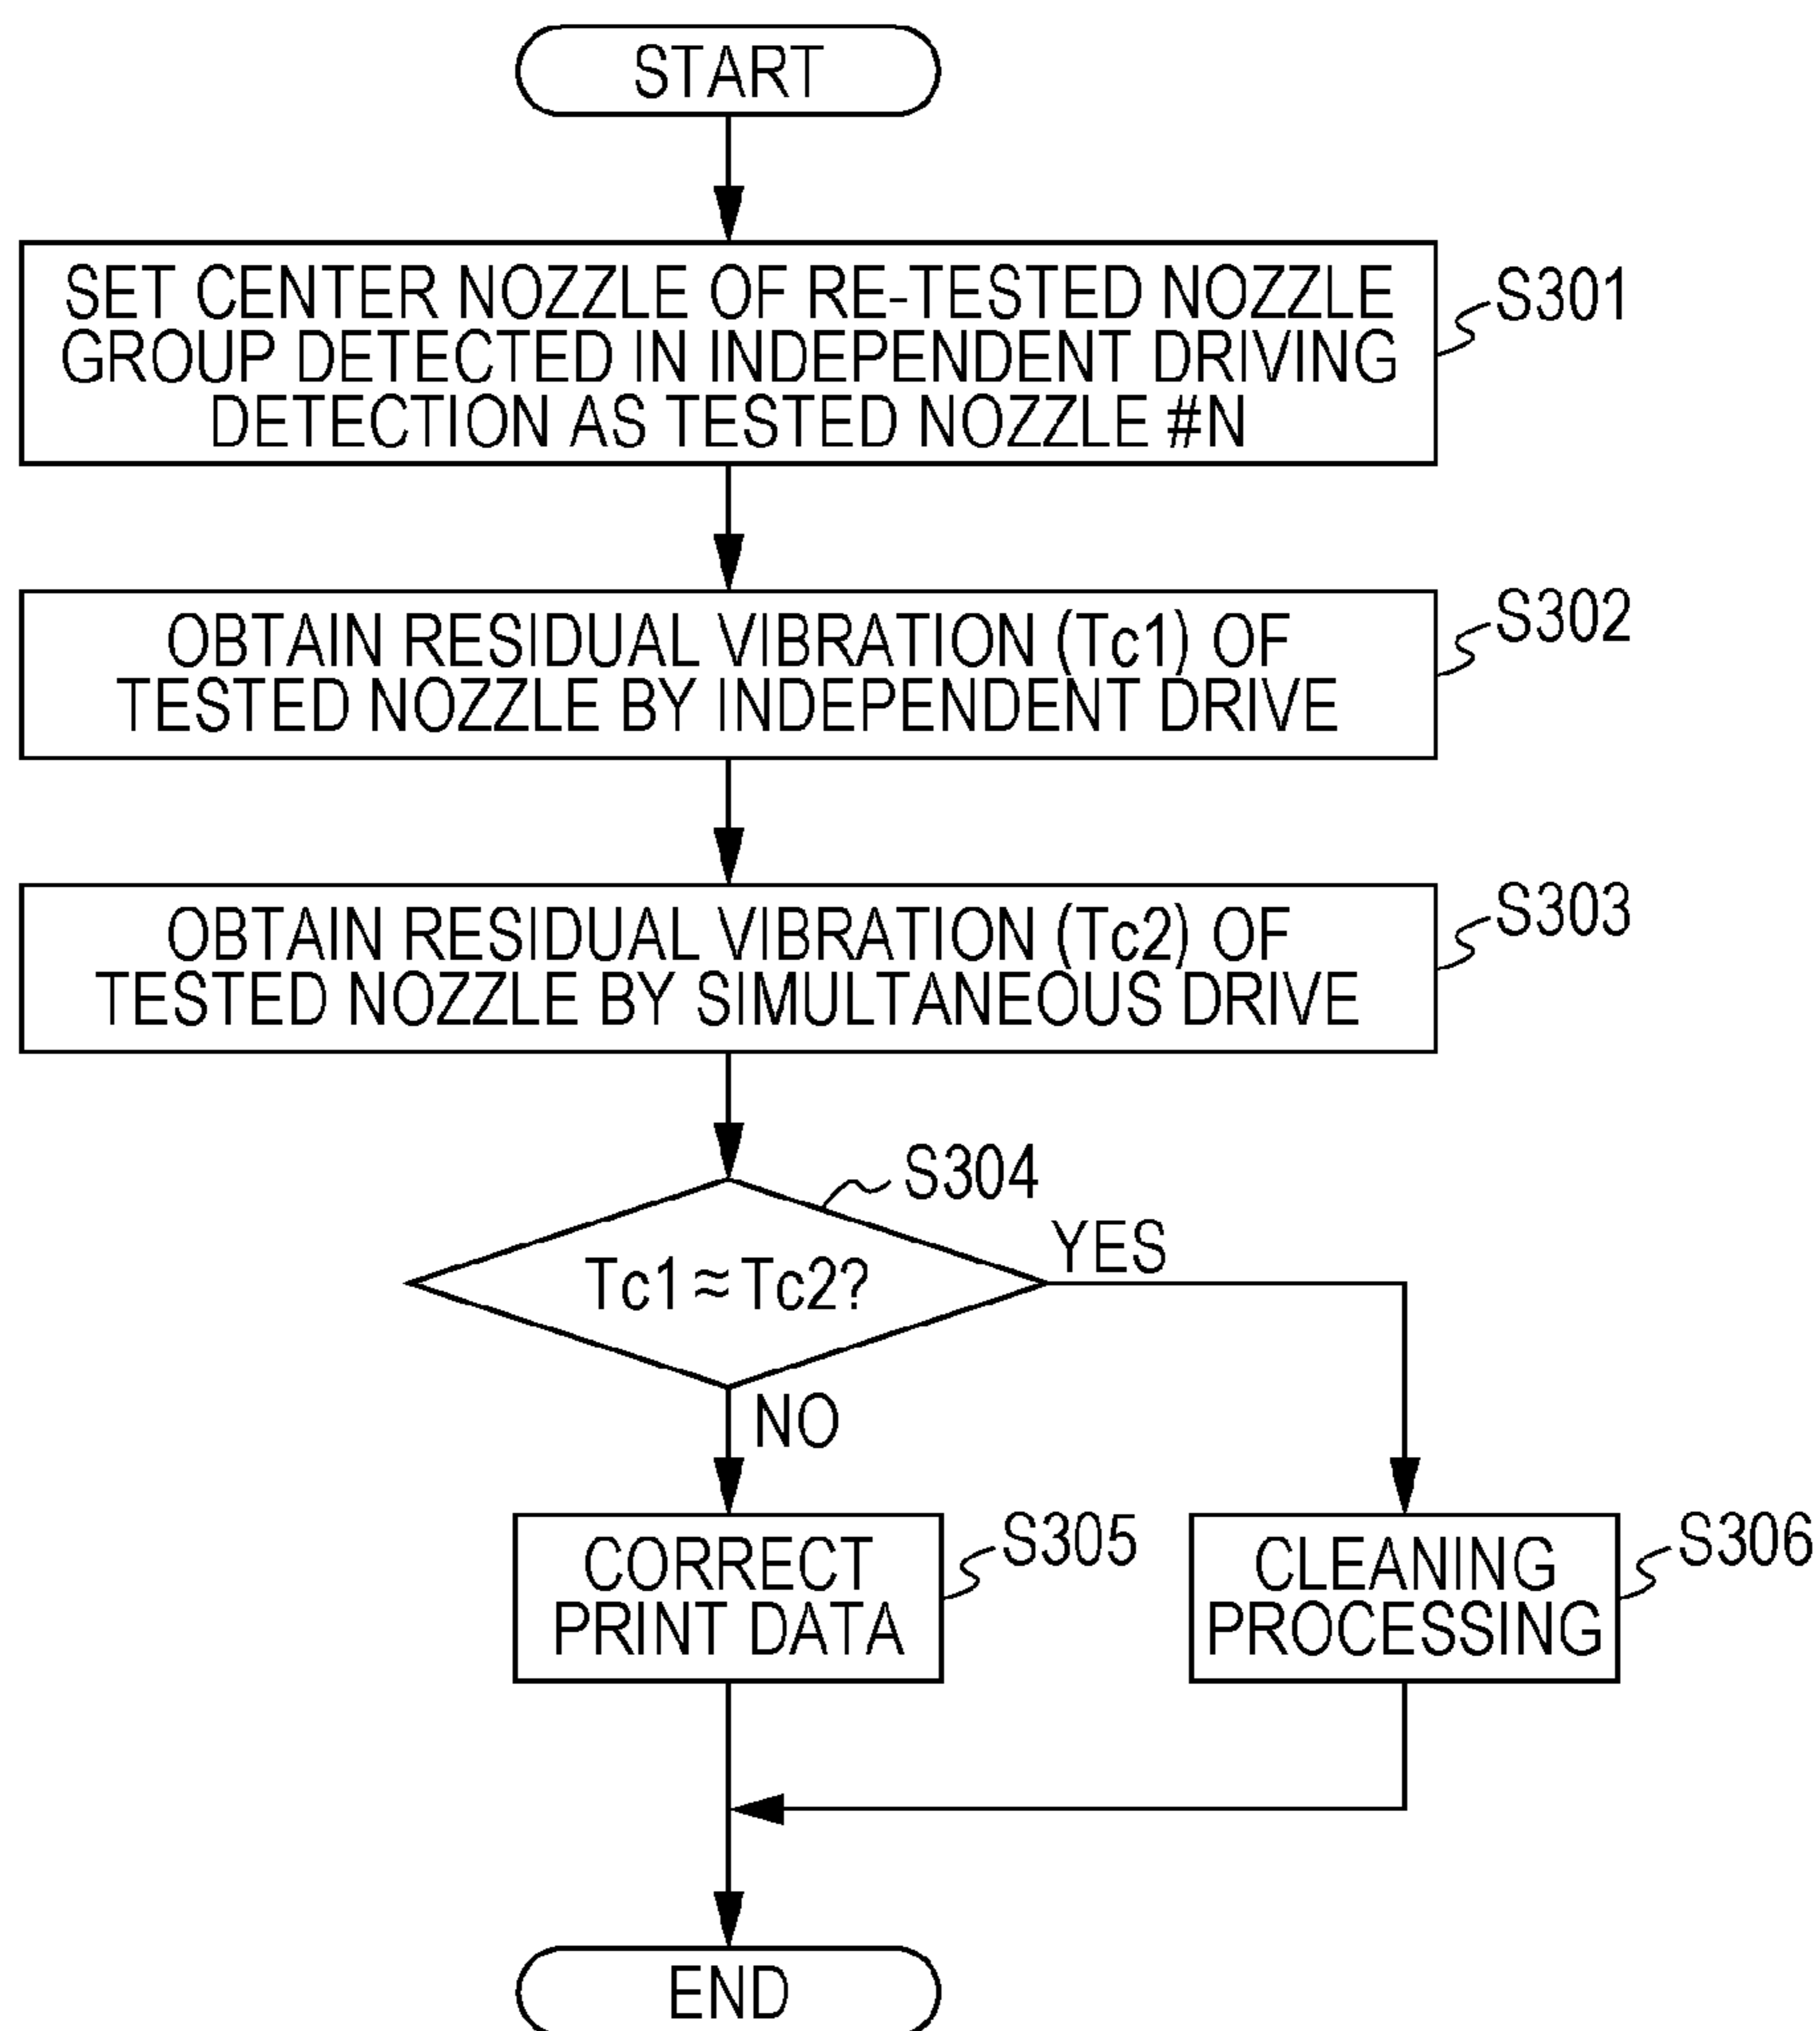 START
SET CENTER NOZZLE OF RE-TESTED NOZZLE
GROUP DETECTED IN INDEPENDENT DRIVING
DETECTION AS TESTED NOZZLE #N
S301
OBTAIN RESIDUAL VIBRATION (Tc1) OF
TESTED NOZZLE BY INDEPENDENT DRIVE
S302
OBTAIN RESIDUAL VIBRATION (Tc2) OF
TESTED NOZZLE BY SIMULTANEOUS DRIVE
S303
S304
Tc1 ≈ Tc2?
YES
NO
CORRECT
PRINT DATA
S305
CLEANING
PROCESSING
S306
END